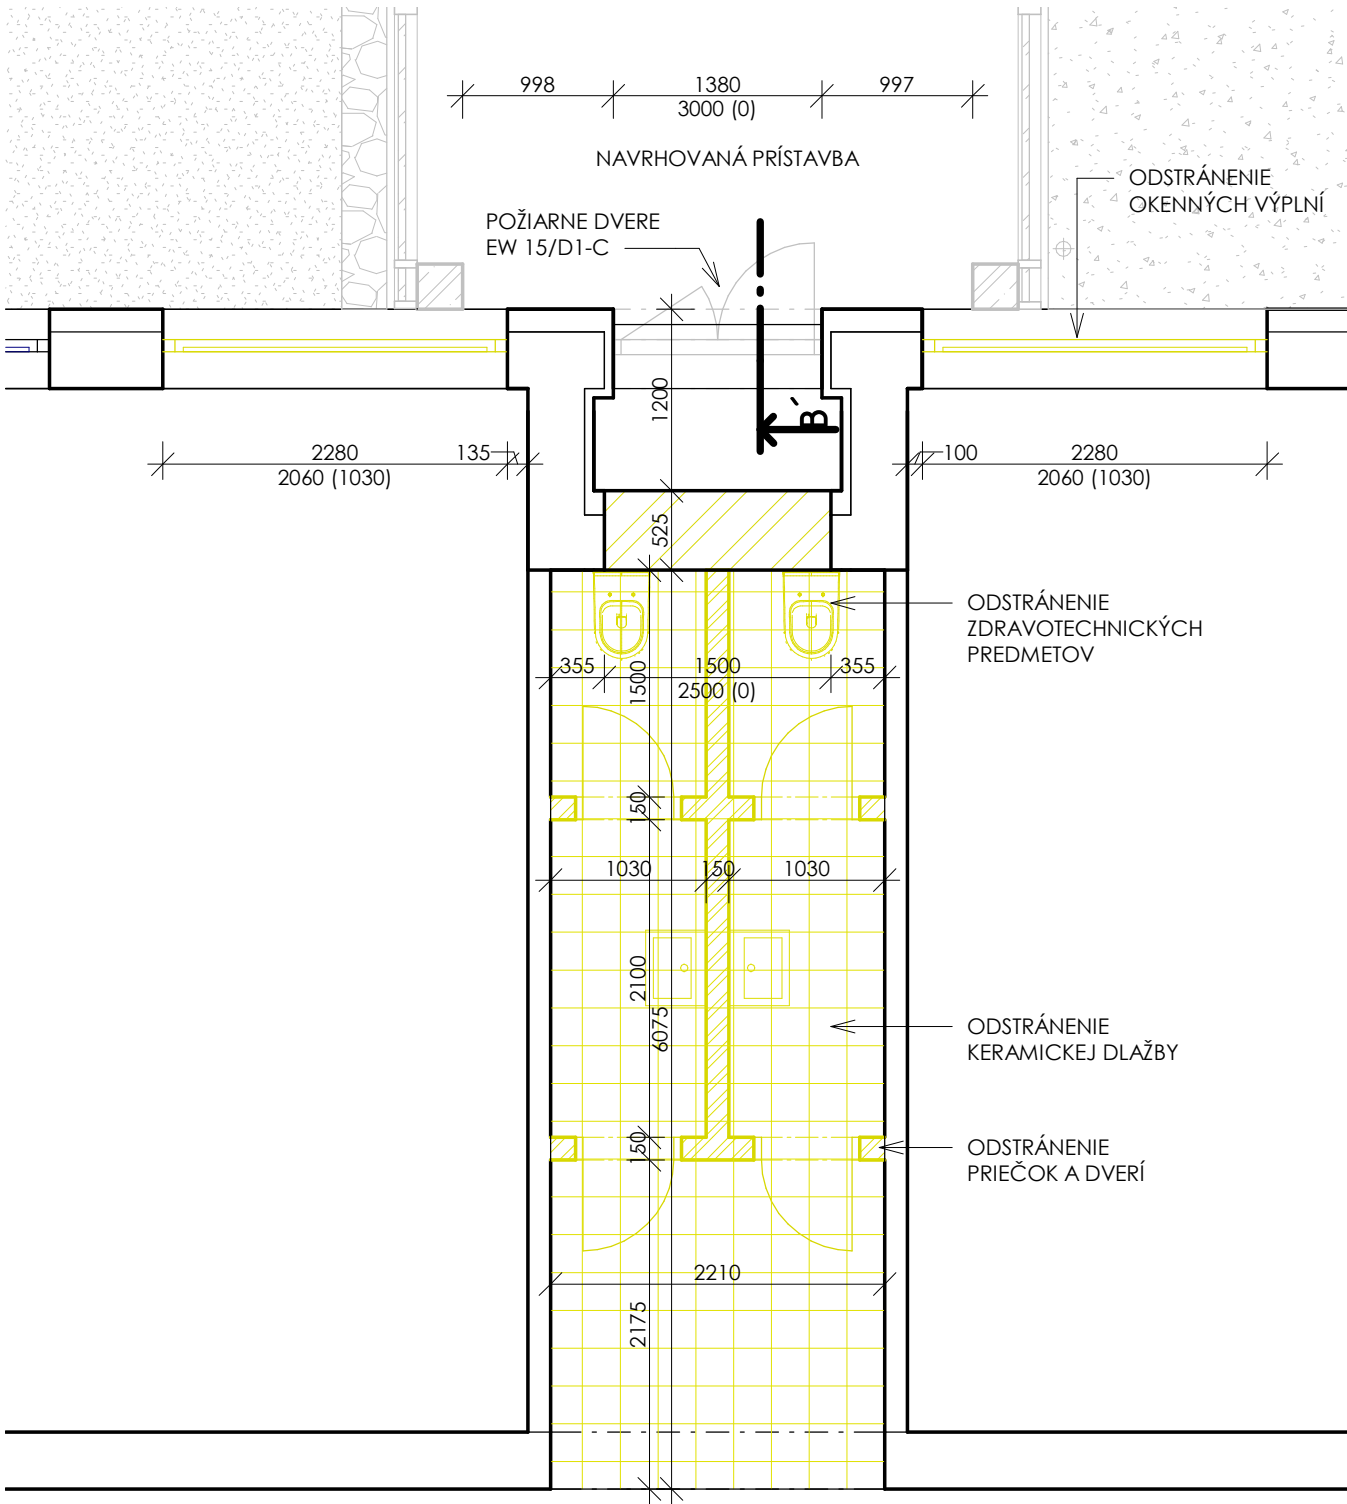 998
1380
997
3000 (0)
NAVRHOVANÁ PRÍSTAVBA
ODSTRÁNENIE
OKENNÝCH VÝPLNÍ
POŽIARNE DVERE
EW 15/D1-C
1200
B´
2280
2060 (1030)
135
100
2280
2060 (1030)
525
ODSTRÁNENIE
ZDRAVOTECHNICKÝCH
PREDMETOV
355
1500
355
2500 (0)
1500
150
1030
150
1030
2100
6075
ODSTRÁNENIE
KERAMICKEJ DLAŽBY
150
ODSTRÁNENIE
PRIEČOK A DVERÍ
2210
2175